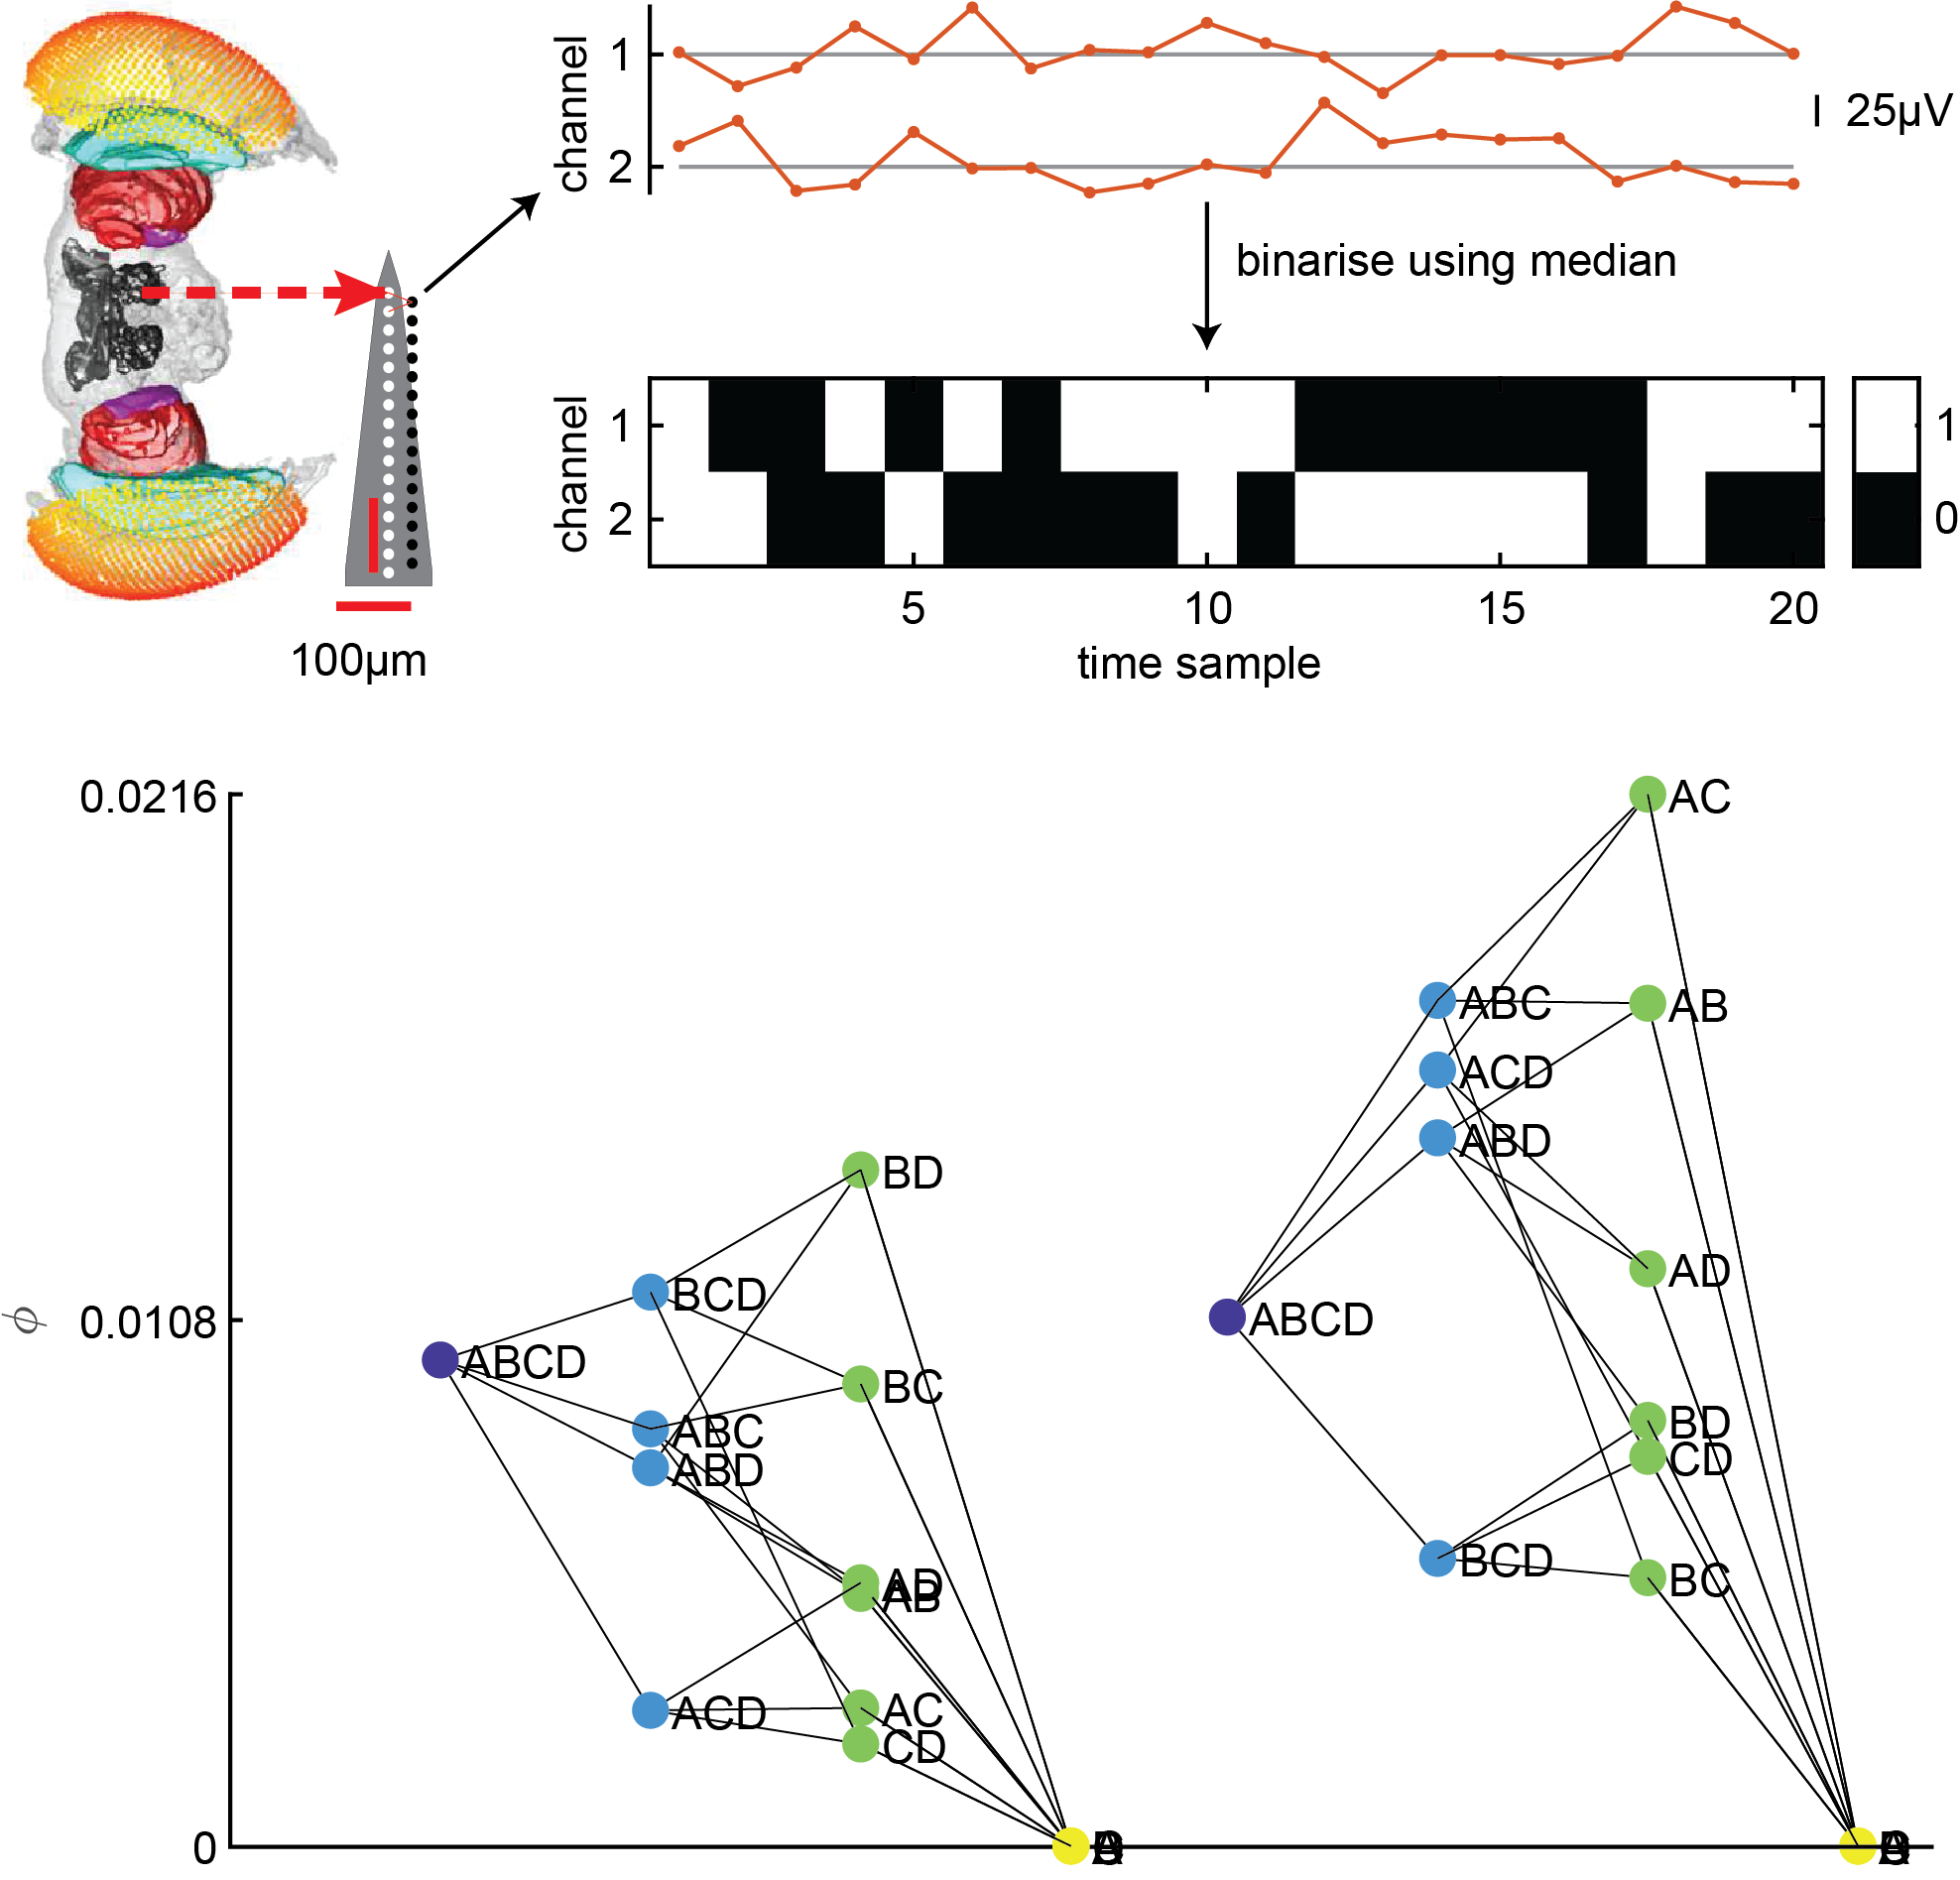 channel
1
2
25µV
binarise using median
channel
1
2
1
0
5 10 15 20
time sample
100µm
0.0216
0.0108
0
ϕ
ABCD
BCD
ABC
ABD
ACD
BD
BC
AD
AB
AC
CD
ABCD
ABC
ACD
ABD
BCD
AC
AB
AD
BD
CD
BC